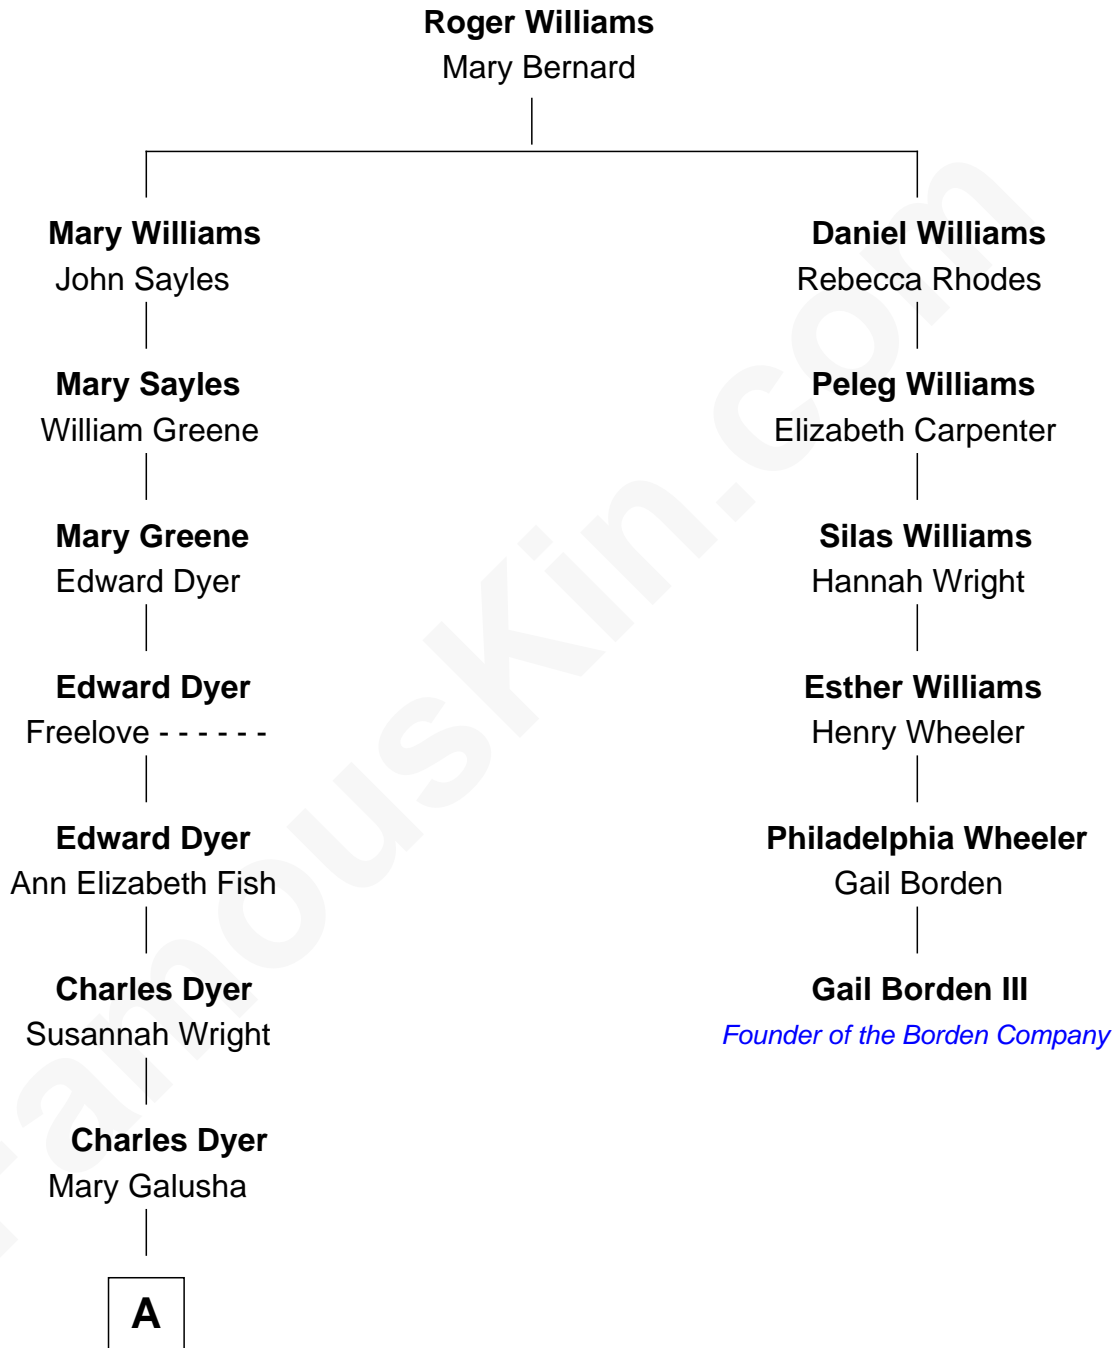 Roger Williams
Mary Bernard
Mary Williams
John Sayles
Daniel Williams
Rebecca Rhodes
Mary Sayles
William Greene
Peleg Williams
Elizabeth Carpenter
Mary Greene
Edward Dyer
Silas Williams
Hannah Wright
Edward Dyer
Freelove - - - - - -
Esther Williams
Henry Wheeler
Edward Dyer
Ann Elizabeth Fish
Philadelphia Wheeler
Gail Borden
Charles Dyer
Susannah Wright
Gail Borden III
Founder of the Borden Company
Charles Dyer
Mary Galusha
A
FamousKin.com